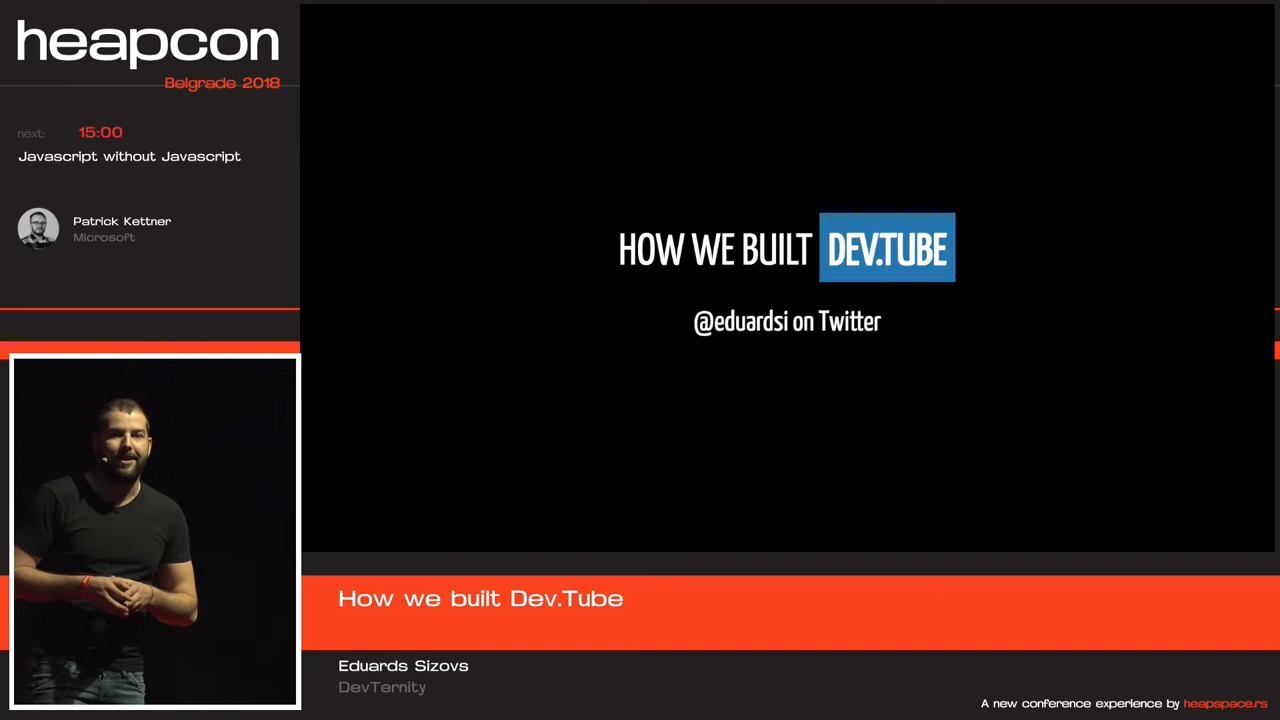 heapcon
Belgrade 2018
next: 15:00
Javascript without Javascript
Patrick Kettner
Microsoft
HOW WE BUILT DEV.TUBE
@eduardsi on Twitter
How we built Dev.Tube
Eduards Sizovs
DevTernity
A new conference experience by heapspace.rs